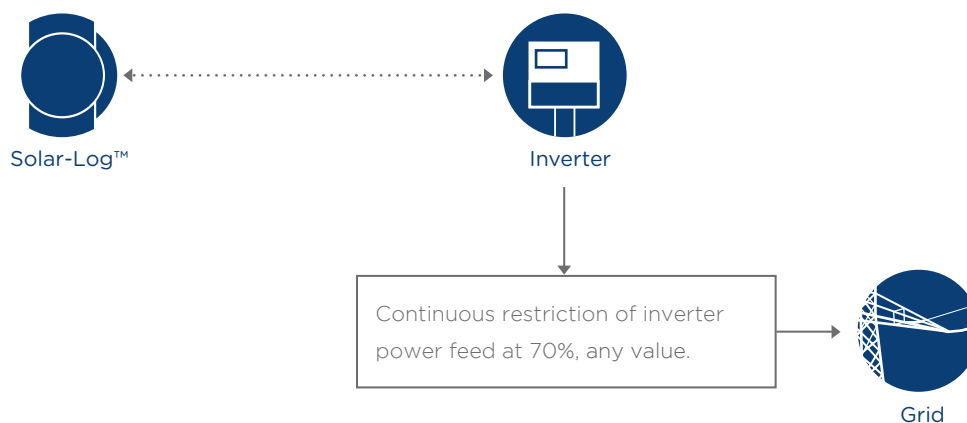 Solar-Log™
Inverter
Continuous restriction of inverter
power feed at 70%, any value.
Grid